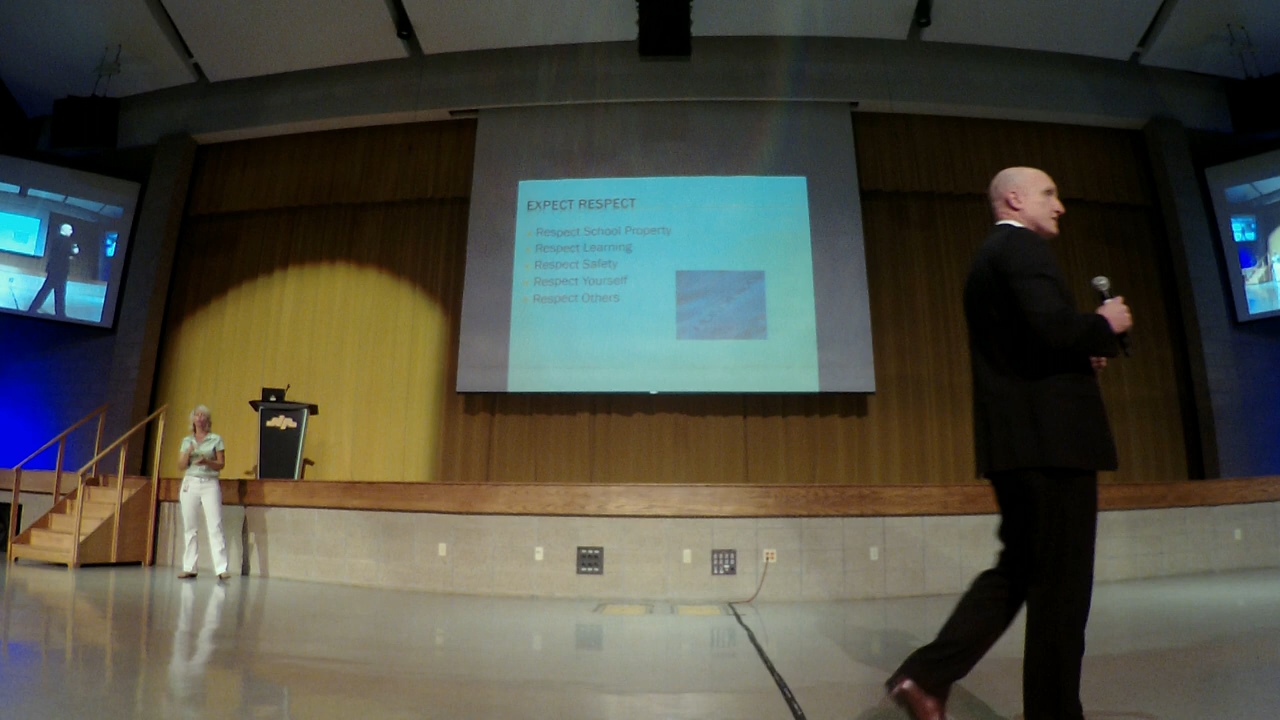 EXPECT RESPECT
Respect School Property
Respect Learning
Respect Safety
Respect Yourself
Respect Others